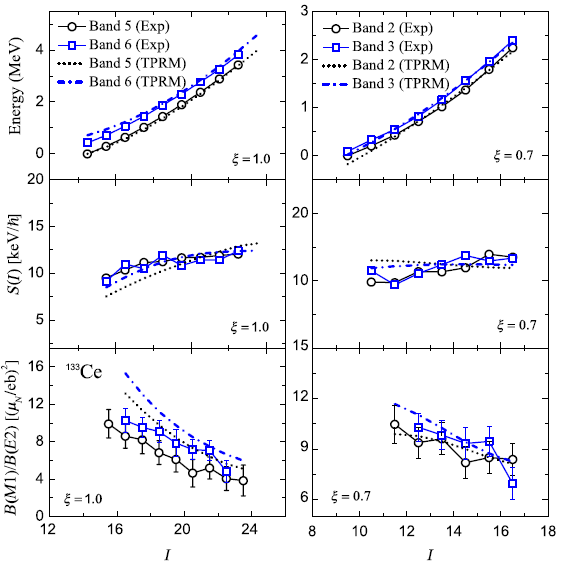 Energy (MeV)
4
2
0
Band 5 (Exp)
Band 6 (Exp)
Band 5 (TPRM)
Band 6 (TPRM)
ξ = 1.0
3
2
1
0
Band 2 (Exp)
Band 3 (Exp)
Band 2 (TPRM)
Band 3 (TPRM)
ξ = 0.7
S(I) [keV/ħ]
20
15
10
5
ξ = 1.0
20
10
15
ξ = 0.7
B(M1)/B(E2) [(μN/eb)²]
16
12
8
4
0
¹³³Ce
ξ = 1.0
12
9
6
ξ = 0.7
12 16 20 24
8 10 12 14 16 18
I
I